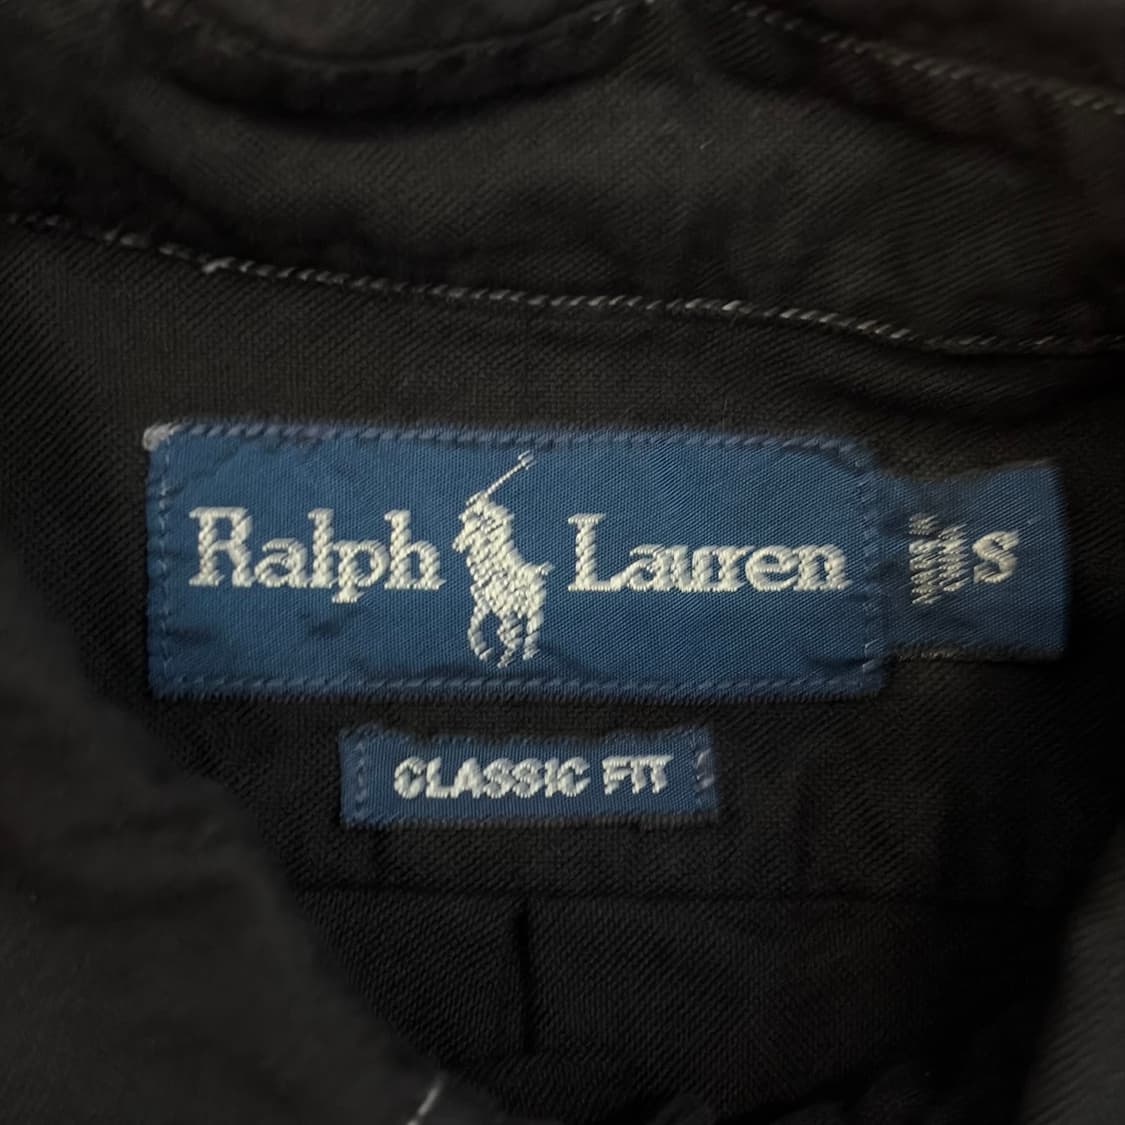 Ralph Lauren
S
CLASSIC FIT